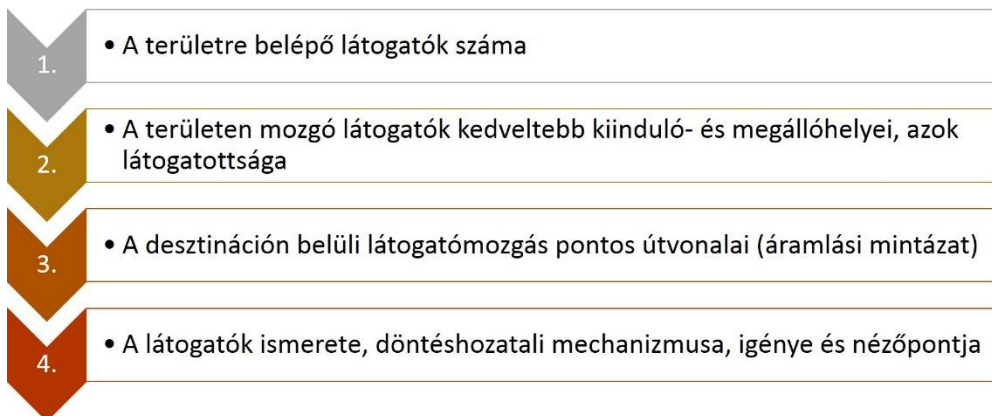 1.
• A területre belépő látogatók száma
2.
• A területen mozgó látogatók kedveltebb kiinduló- és megállóhelyei, azok
látogatottsága
3.
• A desztináción belüli látogatómozgás pontos útvonalai (áramlási mintázat)
4.
• A látogatók ismerete, döntéshozatali mechanizmusa, igénye és nézőpontja